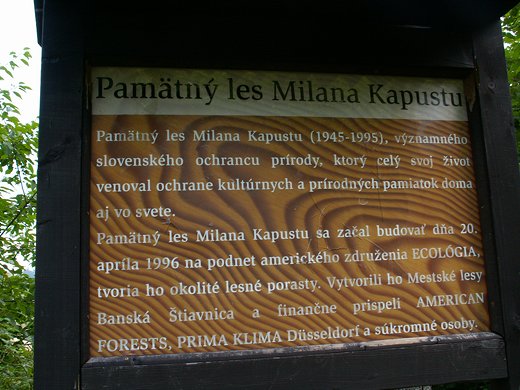 Pamätný les Milana Kapustu
Pamätný les Milana Kapustu (1945-1995), významného
slovenského ochrancu prírody, ktorý celý svoj život
venoval ochrane kultúrnych a prírodných pamiatok doma
aj vo svete.
Pamätný les Milana Kapustu sa začal budovať dňa 20.
apríla 1996 na podnet amerického združenia ECOLÓGIA,
tvoria ho okolité lesné porasty. Vytvorili ho Mestské lesy
Banská Štiavnica a finančne prispeli AMERICAN
FORESTS, PRIMA KLIMA Düsseldorf a súkromné osoby.